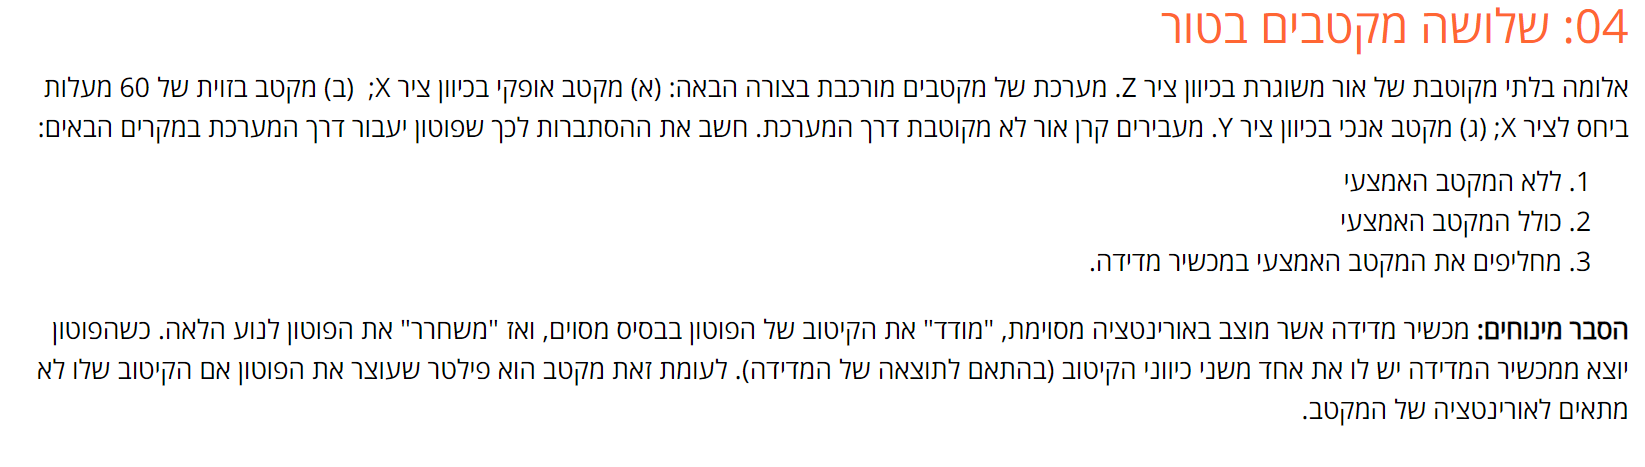 04: שלושה מקטבים בטור
אלומה בלתי מקוטבת של אור משוגרת בכיוון ציר Z. מערכת של מקטבים מורכבת בצורה הבאה: (א) מקטב אופקי בכיוון ציר X;  (ב) מקטב בזוית של 60 מעלות
ביחס לציר X; (ג) מקטב אנכי בכיוון ציר Y. מעבירים קרן אור לא מקוטבת דרך המערכת. חשב את ההסתברות לכך שפוטון יעבור דרך המערכת במקרים הבאים:
1. ללא המקטב האמצעי
2. כולל המקטב האמצעי
3. מחליפים את המקטב האמצעי במכשיר מדידה.
הסבר מינוחים: מכשיר מדידה אשר מוצב באורינטציה מסוימת, "מודד" את הקיטוב של הפוטון בבסיס מסוים, ואז "משחרר" את הפוטון לנוע הלאה. כשהפוטון
יוצא ממכשיר המדידה יש לו את אחד משני כיווני הקיטוב (בהתאם לתוצאה של המדידה). לעומת זאת מקטב הוא פילטר שעוצר את הפוטון אם הקיטוב שלו לא
מתאים לאורינטציה של המקטב.